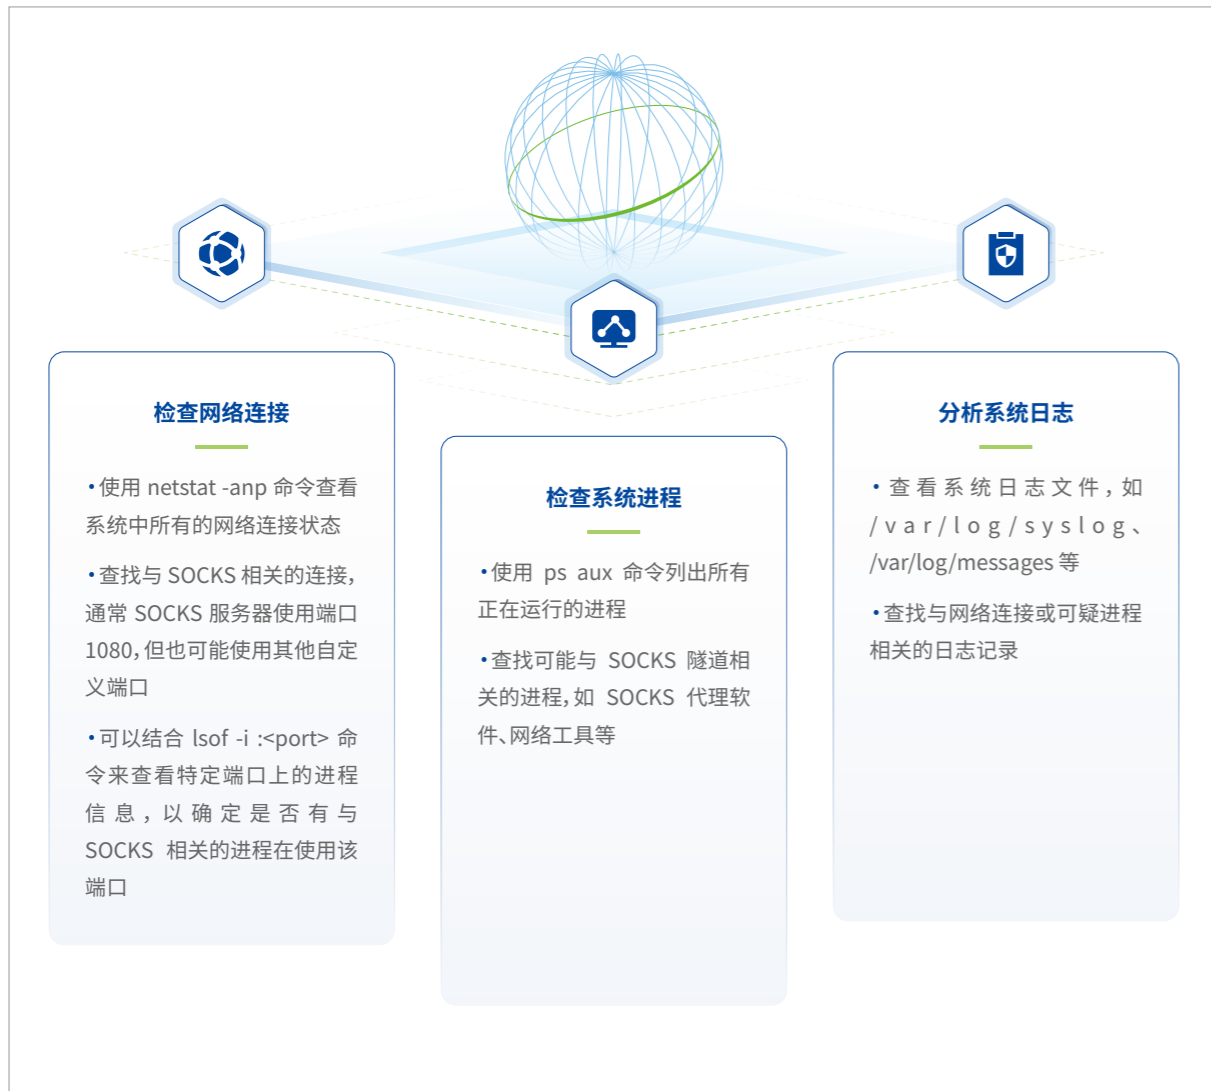 检查网络连接
•使用 netstat -anp 命令查看
系统中所有的网络连接状态
•查找与 SOCKS 相关的连接，
通常 SOCKS 服务器使用端口
1080，但也可能使用其他自定
义端口
•可以结合 lsof -i :<port> 命
令来查看特定端口上的进程
信息，以确定是否有与
SOCKS 相关的进程在使用该
端口
检查系统进程
•使用 ps aux 命令列出所有
正在运行的进程
•查找可能与 SOCKS 隧道相
关的进程，如 SOCKS 代理软
件、网络工具等
分析系统日志
•查看系统日志文件，如
/var/log/syslog、
/var/log/messages 等
•查找与网络连接或可疑进程
相关的日志记录